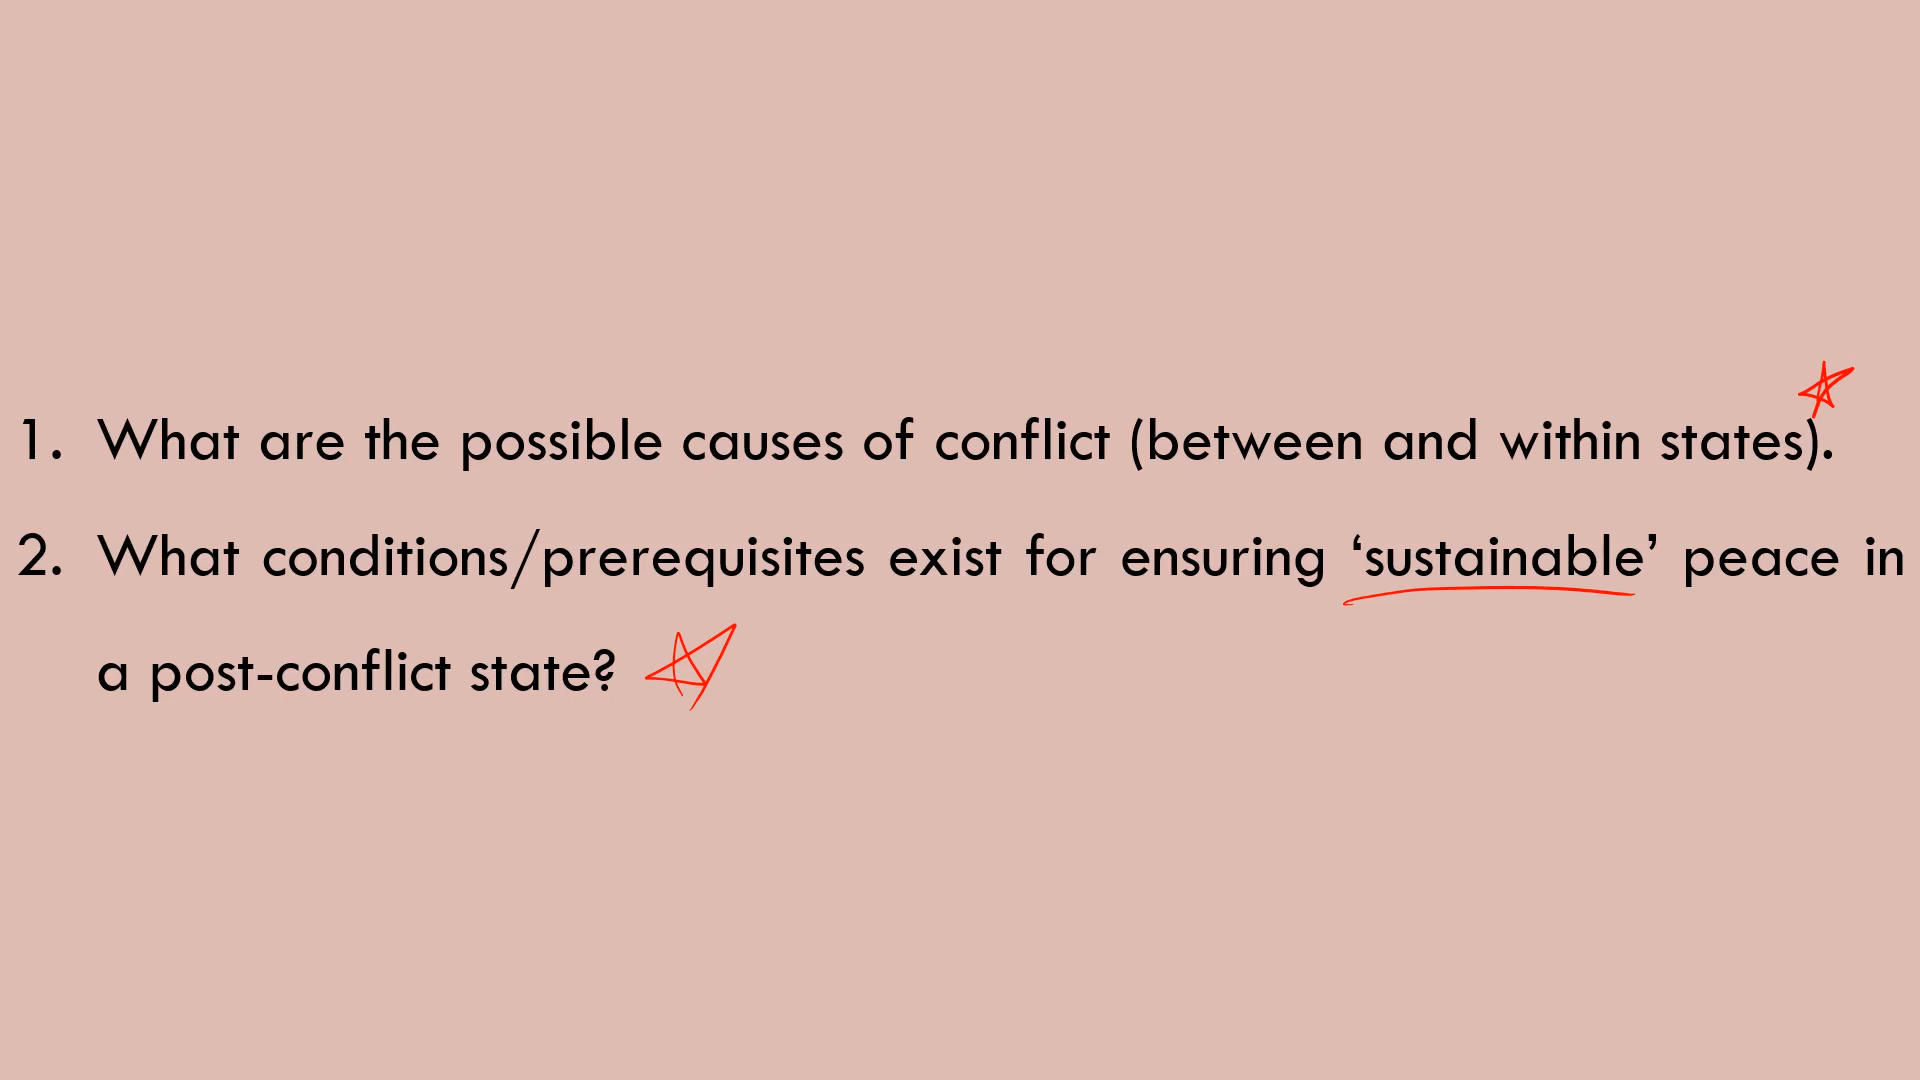 1. What are the possible causes of conflict (between and within states).
2. What conditions/prerequisites exist for ensuring ‘sustainable’ peace in
a post-conflict state?